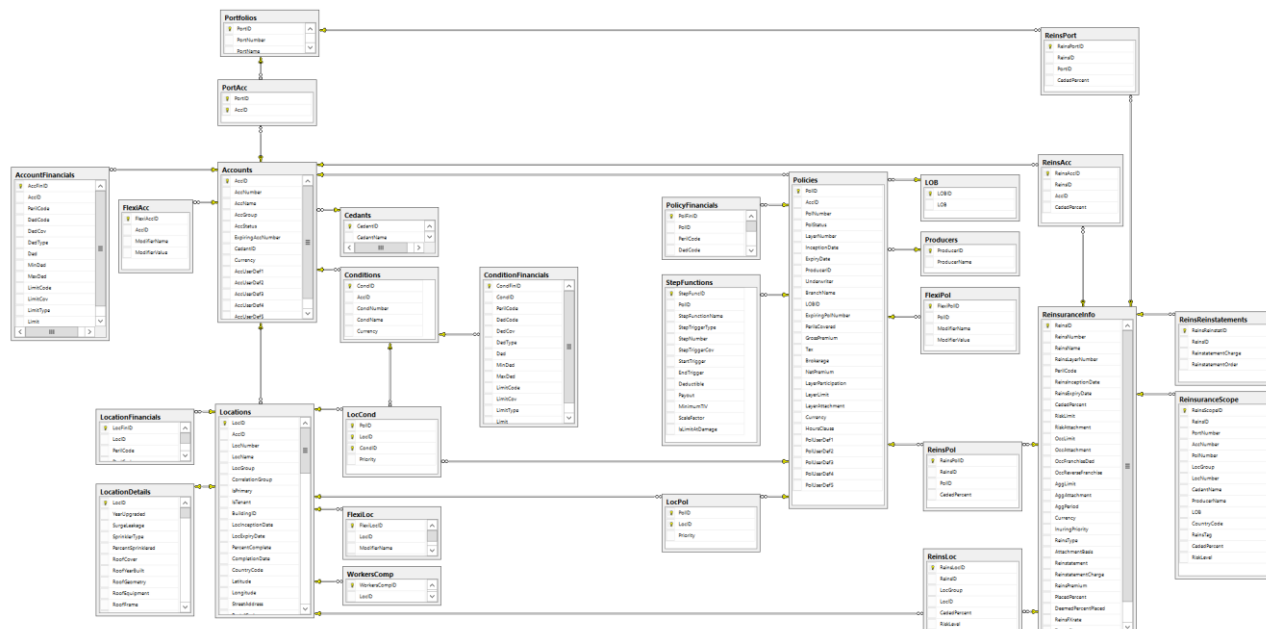 Portfolios
PortID
PortNumber
PortName
PortAcc
PortID
AccID
ReinsPort
ReinsPortID
ReinsID
PortID
CededPercent
AccountFinancials
AccFinID
AccID
PerilCode
DedCode
DedCov
DedType
Ded
MinDed
MaxDed
LimitCode
LimitCov
LimitType
Limit
FlexiAcc
FlexiAccID
AccID
ModifierName
ModifierValue
Accounts
AccID
AccNumber
AccName
AccGroup
AccStatus
ExpiringAccNumber
CedantID
Currency
AccUserDef1
AccUserDef2
AccUserDef3
AccUserDef4
AccUserDef5
Cedants
CedantID
CedantName
Conditions
CondID
AccID
CondNumber
CondName
Currency
ConditionFinancials
CondFinID
CondID
PerilCode
DedCode
DedCov
DedType
Ded
MinDed
MaxDed
LimitCode
LimitCov
LimitType
Limit
PolicyFinancials
PolFinID
PolID
PerilCode
DedCode
StepFunctions
StepFuncID
PolID
StepFunctionName
StepTriggerType
StepNumber
StepTriggerCov
StartTrigger
EndTrigger
Deductible
Payout
MinimumTIV
ScaleFactor
IsLimitAtDamage
Policies
PolID
AccID
PolNumber
PolStatus
LayerNumber
InceptionDate
ExpiryDate
ProducerID
Underwriter
BranchName
LOBID
ExpiringPolNumber
PerilsCovered
GrossPremium
Tax
Brokerage
NetPremium
LayerParticipation
LayerLimit
LayerAttachment
Currency
HoursClause
PolUserDef1
PolUserDef2
PolUserDef3
PolUserDef4
PolUserDef5
LOB
LOBID
LOB
Producers
ProducerID
ProducerName
FlexiPol
FlexiPolID
PolID
ModifierName
ModifierValue
ReinsAcc
ReinsAccID
ReinsID
AccID
CededPercent
ReinsuranceInfo
ReinsID
ReinsNumber
ReinsName
ReinsLayerNumber
PerilCode
ReinsInceptionDate
ReinsExpiryDate
CededPercent
RiskLimit
RiskAttachment
OccLimit
OccAttachment
OccFranchiseDed
OccReverseFranchise
AggLimit
AggAttachment
AggPeriod
Currency
InuringPriority
ReinsType
AttachmentBasis
Reinstatement
ReinstatementCharge
ReinsPremium
PlacedPercent
DeemedPercentPlaced
ReinsFXrate
ReinsReinstatements
ReinsReinstatID
ReinsID
ReinstatementCharge
ReinstatementOrder
ReinsuranceScope
ReinsScopeID
ReinsID
PortNumber
AccNumber
PolNumber
LocGroup
LocNumber
CedantName
ProducerName
LOB
CountryCode
ReinsTag
CededPercent
RiskLevel
LocationFinancials
LocFinID
LocID
PerilCode
LocationDetails
LocID
YearUpgraded
SurgeLeakage
SprinklerType
PercentSprinklered
RoofCover
RoofYearBuilt
RoofGeometry
RoofEquipment
RoofFrame
Locations
LocID
AccID
LocNumber
LocName
LocGroup
CorrelationGroup
IsPrimary
IsTenant
BuildingID
LocInceptionDate
LocExpiryDate
PercentComplete
CompletionDate
CountryCode
Latitude
Longitude
StreetAddress
LocCond
PolID
LocID
CondID
Priority
FlexiLoc
FlexiLocID
LocID
ModifierName
WorkersComp
WorkersCompID
LocID
LocPol
PolID
LocID
Priority
ReinsPol
ReinsPolID
ReinsID
PolID
CededPercent
ReinsLoc
ReinsLocID
ReinsID
LocGroup
LocID
CededPercent
RiskLevel